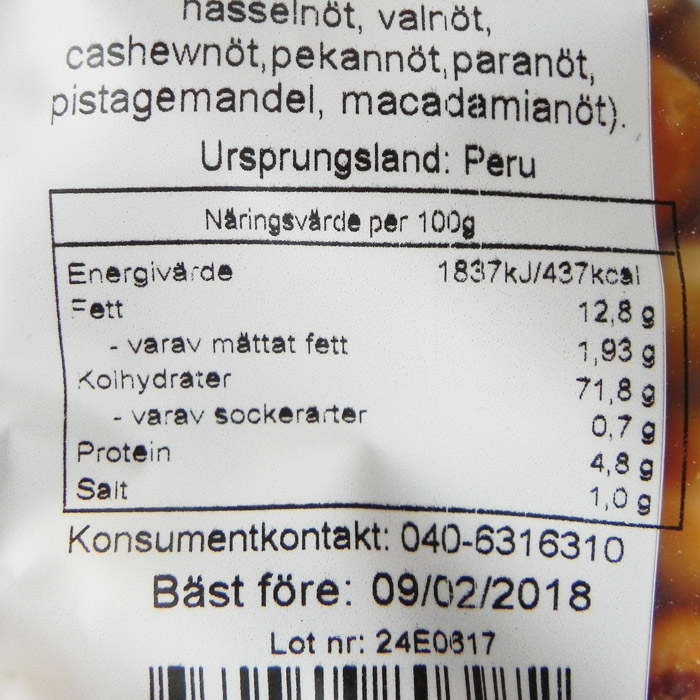 hasselnöt, valnöt,
cashewnöt, pekannöt, paranöt,
pistagemandel, macadamianöt).
Ursprungsland: Peru
Näringsvärde per 100g
Energivärde 1837kJ/437kcal
Fett 12,8 g
- varav mättat fett 1,93 g
Kolhydrater 71,8 g
- varav sockerarter 0,7 g
Protein 4,8 g
Salt 1,0 g
Konsumentkontakt: 040-6316310
Bäst före: 09/02/2018
Lot nr: 24E0617